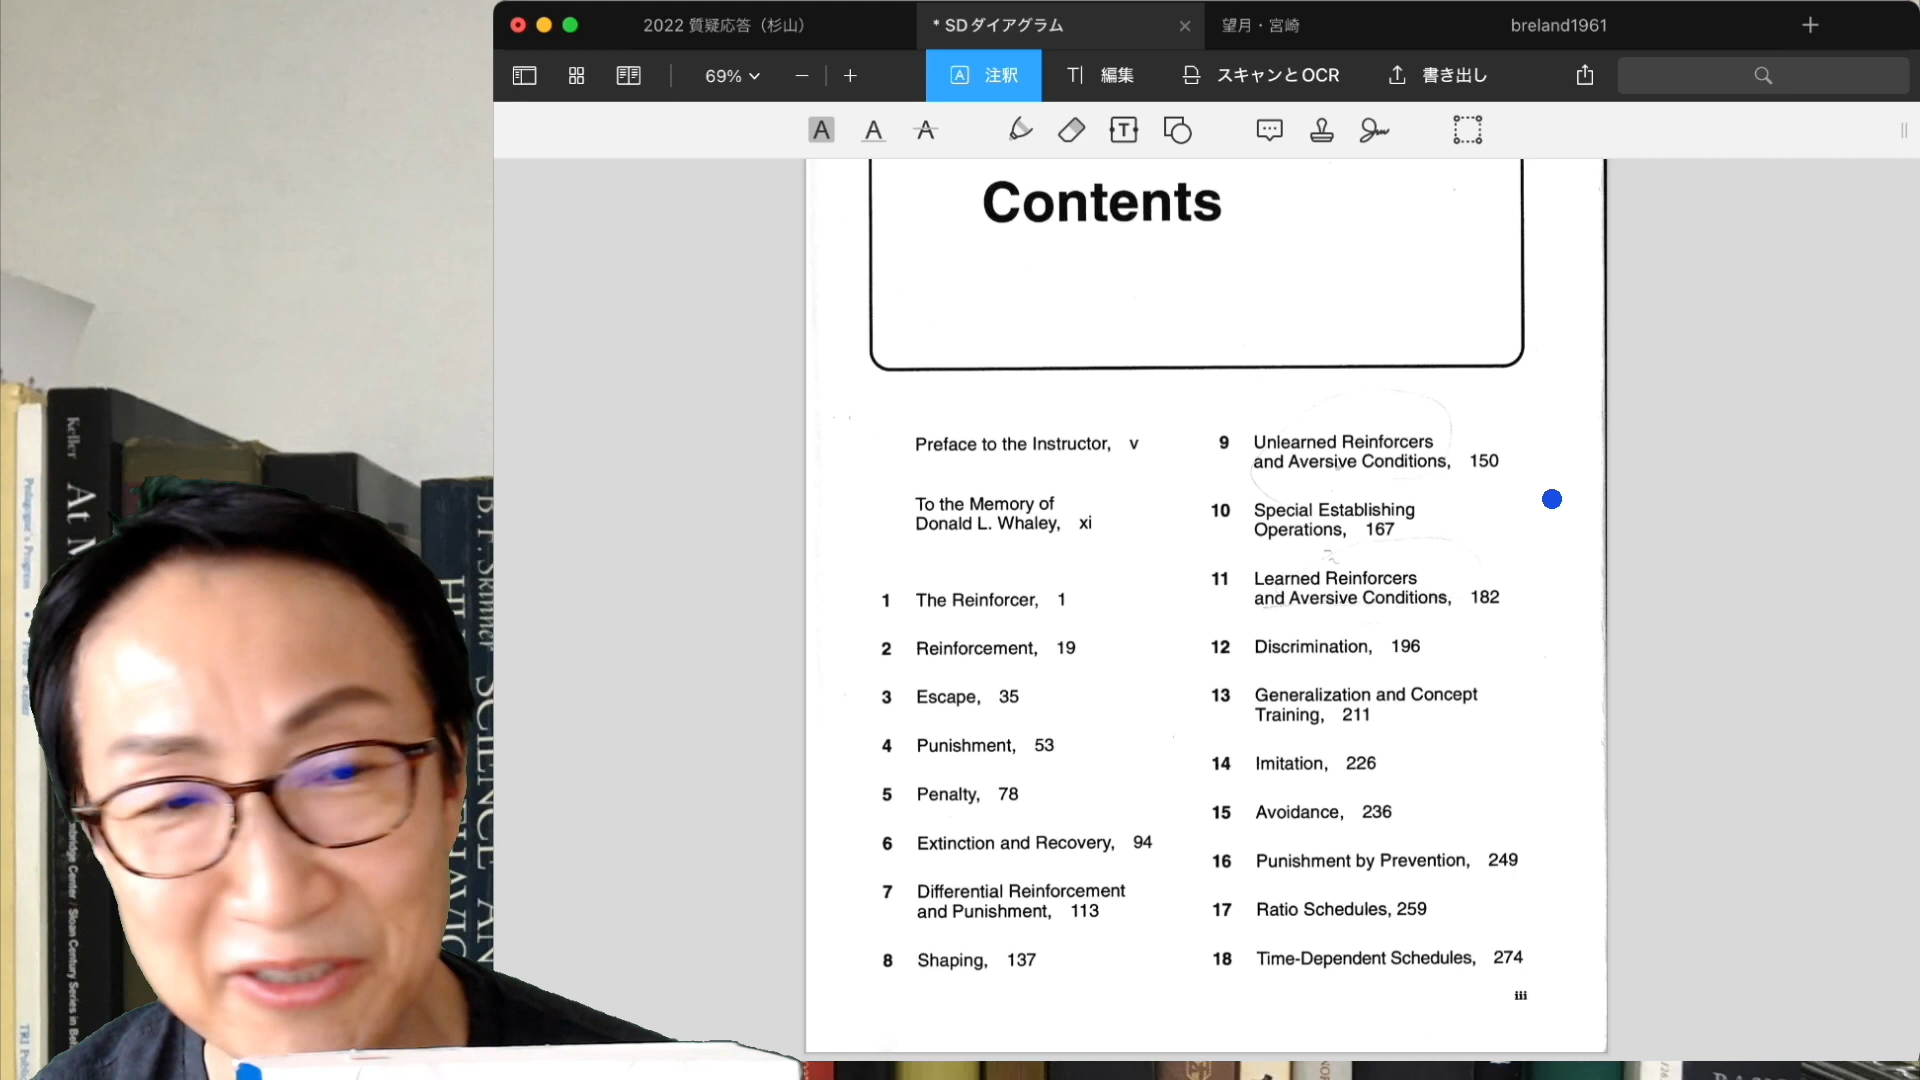 2022 質疑応答（杉山）
* SDダイアグラム
望月・宮崎
breland1961
69%
注釈
編集
スキャンとOCR
書き出し
Contents
Preface to the Instructor, v
To the Memory of
Donald L. Whaley, xi
1 The Reinforcer, 1
2 Reinforcement, 19
3 Escape, 35
4 Punishment, 53
5 Penalty, 78
6 Extinction and Recovery, 94
7 Differential Reinforcement
and Punishment, 113
8 Shaping, 137
9 Unlearned Reinforcers
and Aversive Conditions, 150
10 Special Establishing
Operations, 167
11 Learned Reinforcers
and Aversive Conditions, 182
12 Discrimination, 196
13 Generalization and Concept
Training, 211
14 Imitation, 226
15 Avoidance, 236
16 Punishment by Prevention, 249
17 Ratio Schedules, 259
18 Time-Dependent Schedules, 274
iii
Keller
At
B. F. Skinner
SCIENCE AN